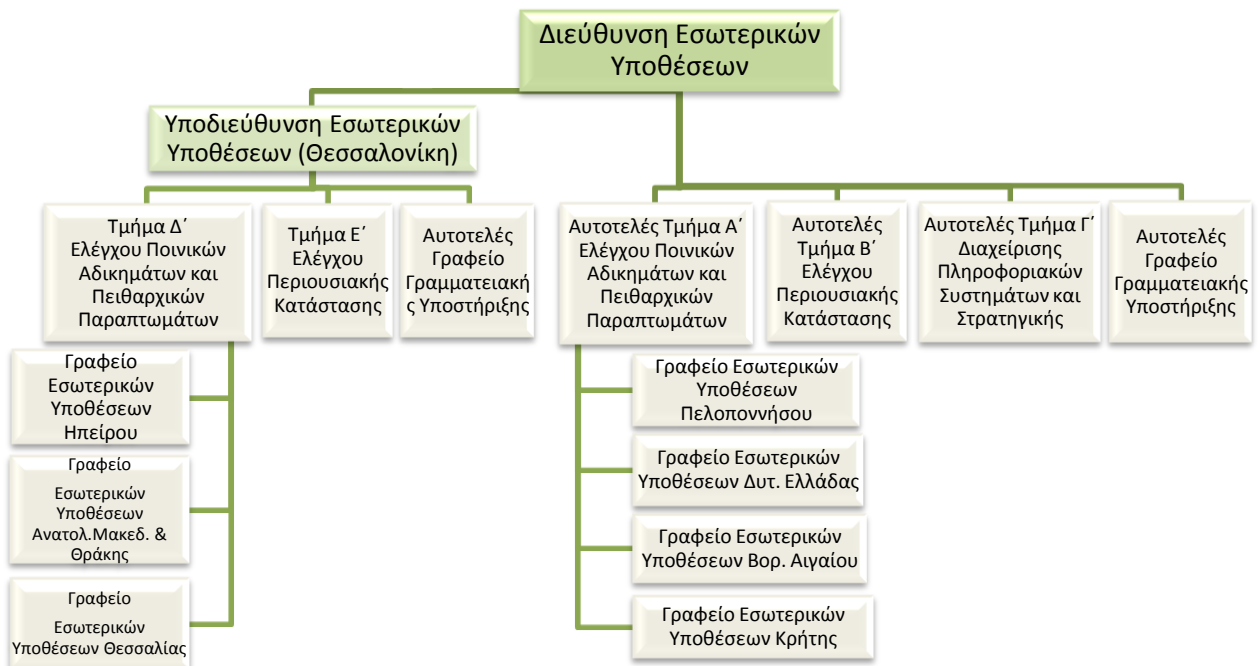 Διεύθυνση Εσωτερικών
Υποθέσεων
Υποδιεύθυνση Εσωτερικών
Υποθέσεων (Θεσσαλονίκη)
Τμήμα Δ΄
Ελέγχου Ποινικών
Αδικημάτων και
Πειθαρχικών
Παραπτωμάτων
Τμήμα Ε΄
Ελέγχου
Περιουσιακής
Κατάστασης
Αυτοτελές
Γραφείο
Γραμματειακή
ς Υποστήριξης
Αυτοτελές Τμήμα Α΄
Ελέγχου Ποινικών
Αδικημάτων και
Πειθαρχικών
Παραπτωμάτων
Αυτοτελές
Τμήμα Β΄
Ελέγχου
Περιουσιακής
Κατάστασης
Αυτοτελές Τμήμα Γ΄
Διαχείρισης
Πληροφοριακών
Συστημάτων και
Στρατηγικής
Αυτοτελές
Γραφείο
Γραμματειακής
Υποστήριξης
Γραφείο
Εσωτερικών
Υποθέσεων
Ηπείρου
Γραφείο
Εσωτερικών
Υποθέσεων
Ανατολ.Μακεδ. &
Θράκης
Γραφείο
Εσωτερικών
Υποθέσεων Θεσσαλίας
Γραφείο Εσωτερικών
Υποθέσεων
Πελοποννήσου
Γραφείο Εσωτερικών
Υποθέσεων Δυτ. Ελλάδας
Γραφείο Εσωτερικών
Υποθέσεων Βορ. Αιγαίου
Γραφείο Εσωτερικών
Υποθέσεων Κρήτης